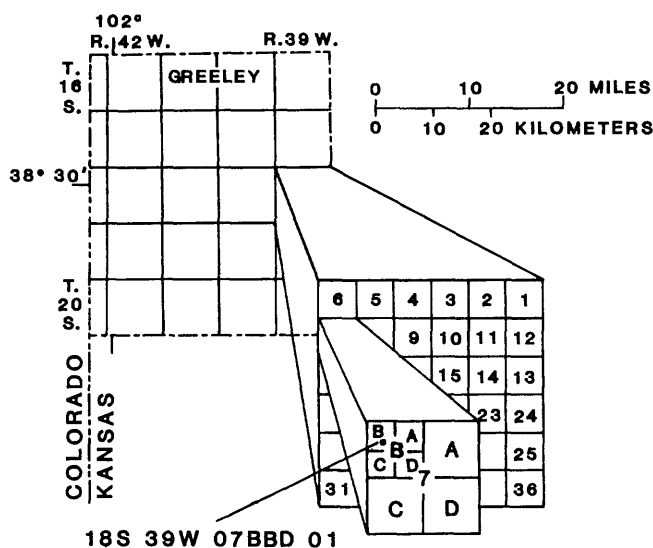 102°
R. 42 W.
R.39 W.
T.
16
S.
GREELEY
0 10 20 MILES
0 10 20 KILOMETERS
38° 30'
T.
20
S.
6 5 4 3 2 1
9 10 11 12
15 14 13
23 24
25
31 36
B A
B A
C D
7
C D
COLORADO
KANSAS
18S 39W 07BBD 01